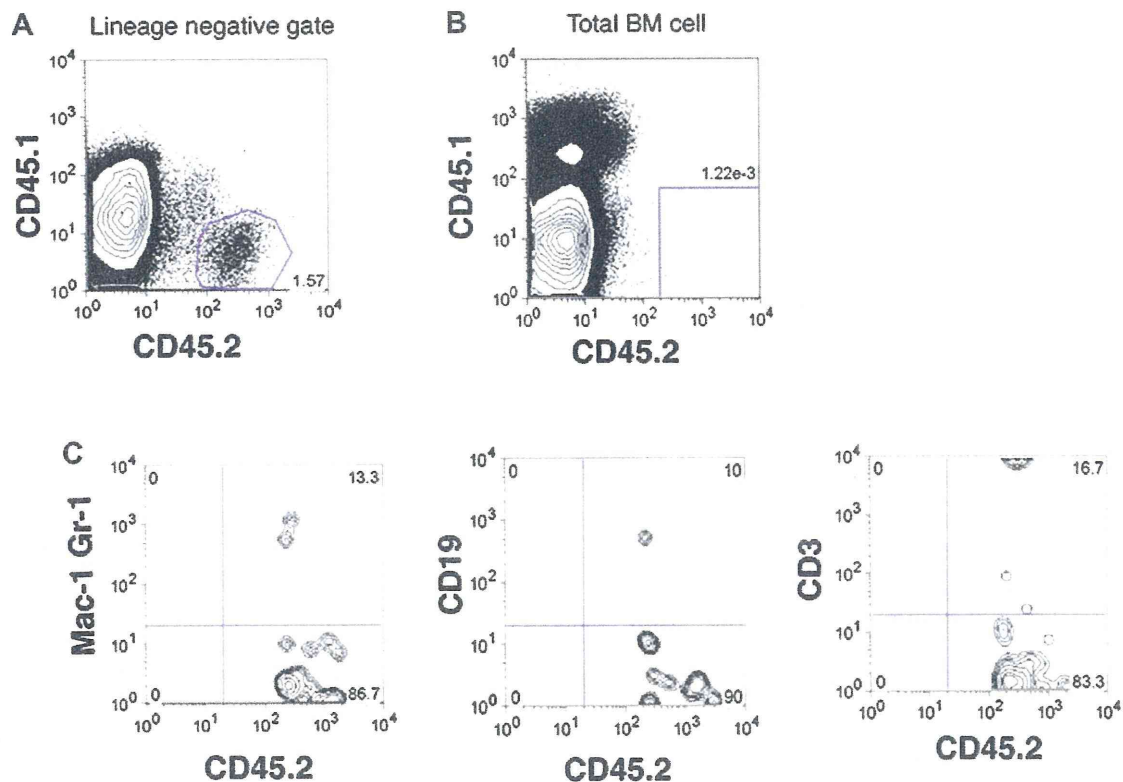 A Lineage negative gate
B Total BM cell
10⁴
10³
10²
10¹
10⁰
CD45.1
1.57
10⁰ 10¹ 10² 10³ 10⁴
CD45.2
10⁴
10³
10²
10¹
10⁰
CD45.1
1.22e-3
10⁰ 10¹ 10² 10³ 10⁴
CD45.2
C
10⁴
10³
10²
10¹
10⁰
Mac-1 Gr-1
0 13.3
0 86.7
10⁰ 10¹ 10² 10³ 10⁴
CD45.2
10⁴
10³
10²
10¹
10⁰
CD19
0 10
0 90
10⁰ 10¹ 10² 10³ 10⁴
CD45.2
10⁴
10³
10²
10¹
10⁰
CD3
0 16.7
0 83.3
10⁰ 10¹ 10² 10³ 10⁴
CD45.2